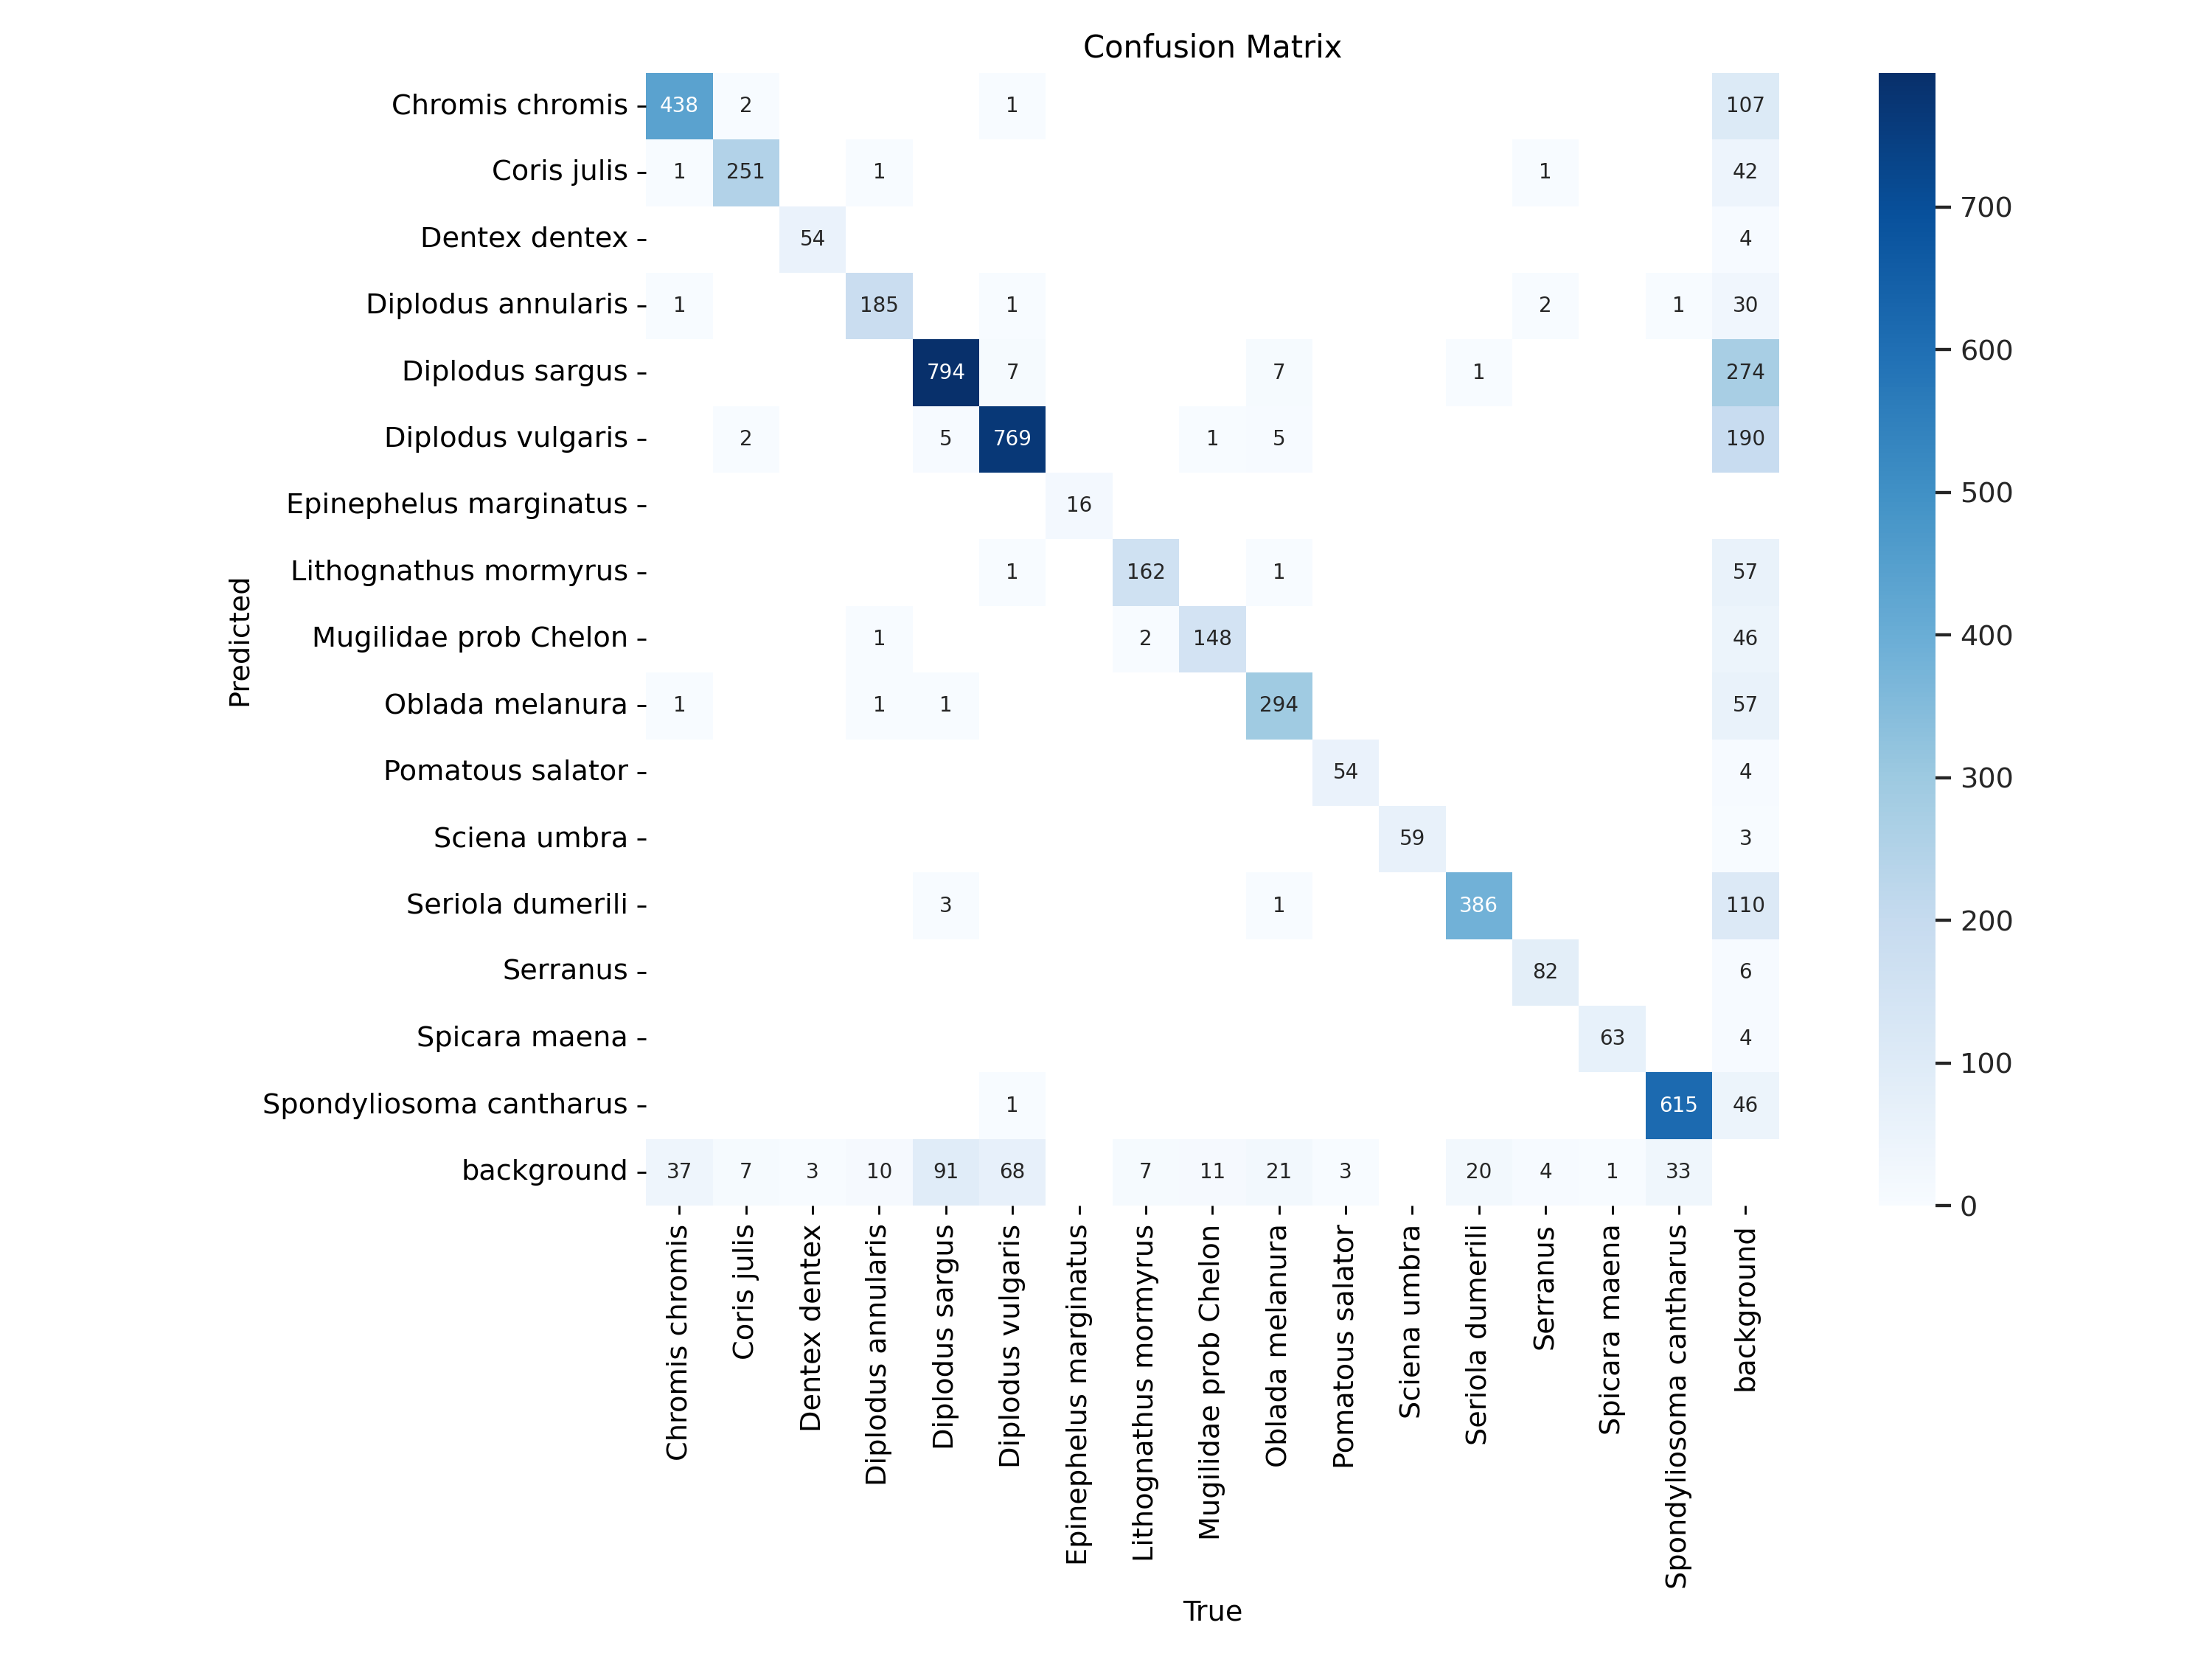 Confusion Matrix
Chromis chromis 438 2 1 107
Coris julis 1 251 1 1 42
700
Dentex dentex 54 4
Diplodus annularis 1 185 1 2 1 30
600
Diplodus sargus 794 7 7 1 274
Diplodus vulgaris 2 5 769 1 5 190
500
Epinephelus marginatus 16
Lithognathus mormyrus 1 162 1 57
Predicted
400
Mugilidae prob Chelon 1 2 148 46
Oblada melanura 1 1 1 294 57
300
Pomatous salator 54 4
Sciena umbra 59 3
200
Seriola dumerili 3 1 386 110
Serranus 82 6
Spicara maena 63 4
100
Spondyliosoma cantharus 1 615 46
background 37 7 3 10 91 68 7 11 21 3 20 4 1 33
0
Chromis chromis
Coris julis
Dentex dentex
Diplodus annularis
Diplodus sargus
Diplodus vulgaris
Epinephelus marginatus
Lithognathus mormyrus
Mugilidae prob Chelon
Oblada melanura
Pomatous salator
Sciena umbra
Seriola dumerili
Serranus
Spicara maena
Spondyliosoma cantharus
background
True